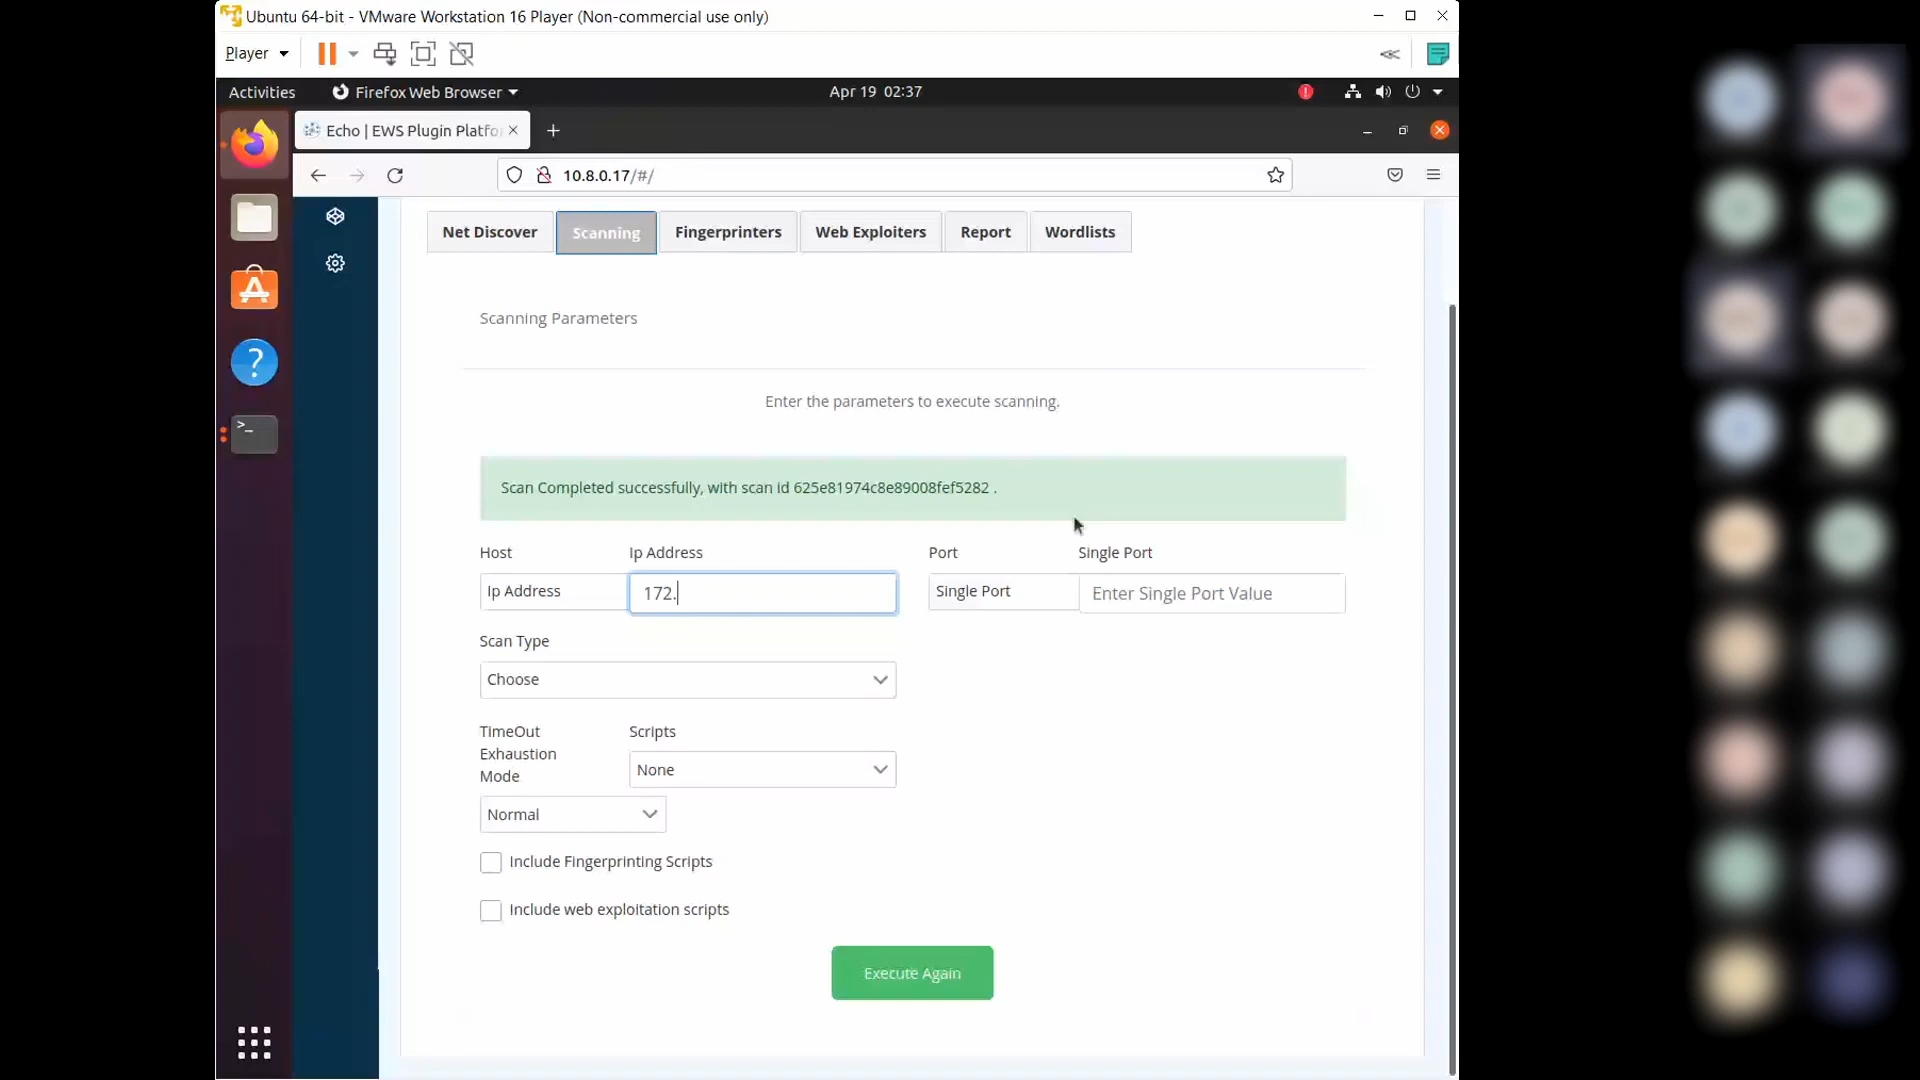 Ubuntu 64-bit - VMware Workstation 16 Player (Non-commercial use only)
Player
Activities
Firefox Web Browser
Apr 19 02:37
Echo | EWS Plugin Platfo
10.8.0.17/#/
Net Discover
Scanning
Fingerprinters
Web Exploiters
Report
Wordlists
Scanning Parameters
Enter the parameters to execute scanning.
Scan Completed successfully, with scan id 625e81974c8e89008fef5282 .
Host
Ip Address
Port
Single Port
Ip Address
172.
Single Port
Enter Single Port Value
Scan Type
Choose
TimeOut
Exhaustion
Mode
Scripts
None
Normal
Include Fingerprinting Scripts
Include web exploitation scripts
Execute Again